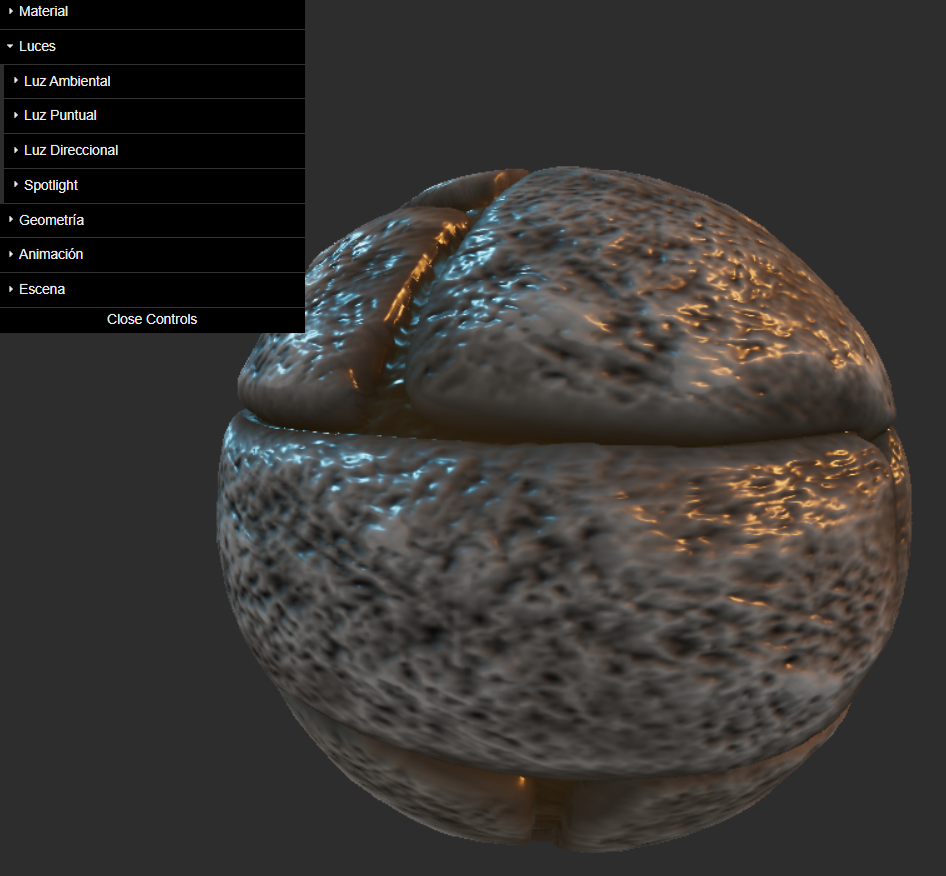 Material
Luces
Luz Ambiental
Luz Puntual
Luz Direccional
Spotlight
Geometría
Animación
Escena
Close Controls